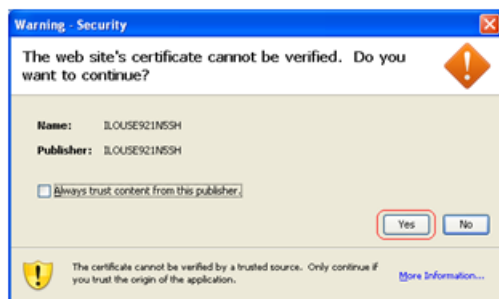 Warning - Security
The web site's certificate cannot be verified. Do you
want to continue?
Name: ILOUSE921N5SH
Publisher: ILOUSE921N5SH
Always trust content from this publisher.
Yes No
The certificate cannot be verified by a trusted source. Only continue if
you trust the origin of the application.
More Information...